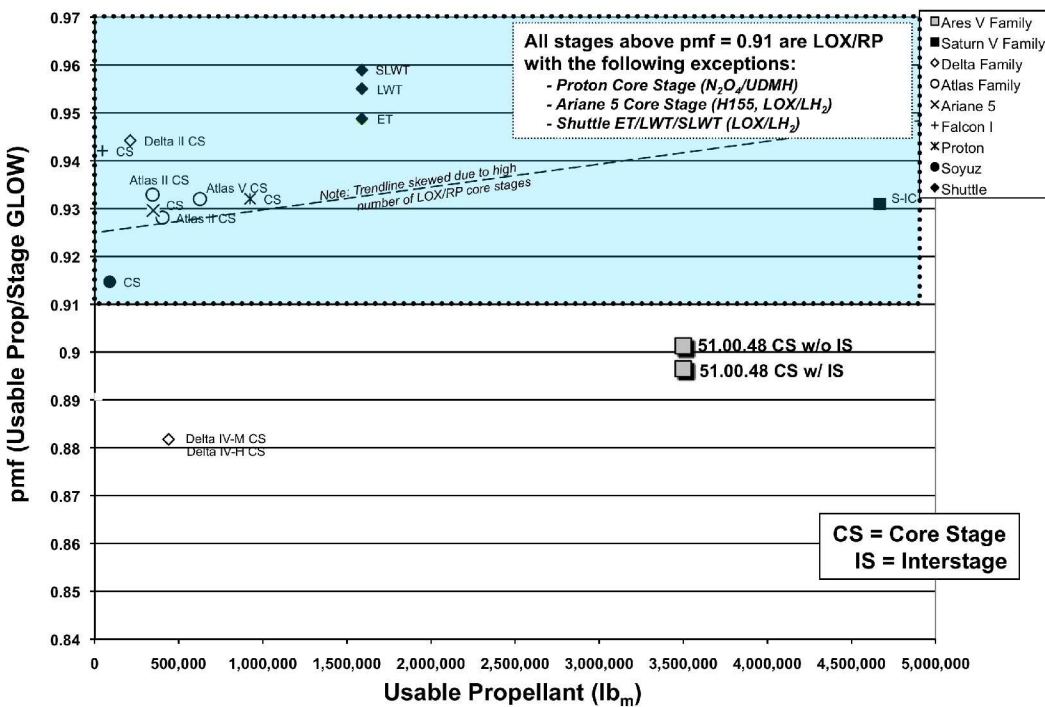 0.97
0.96
0.95
0.94
0.93
0.92
0.91
0.9
0.89
0.88
0.87
0.86
0.85
0.84
pmf (Usable Prop/Stage GLOW)
All stages above pmf = 0.91 are LOX/RP
with the following exceptions:
- Proton Core Stage (N₂O₄/UDMH)
- Ariane 5 Core Stage (H155, LOX/LH₂)
- Shuttle ET/LWT/SLWT (LOX/LH₂)
Ares V Family
Saturn V Family
Delta Family
Atlas Family
Ariane 5
Falcon I
Proton
Soyuz
Shuttle
SLWT
LWT
ET
Delta II CS
CS
Atlas II CS
Atlas V CS
CS
CS
Atlas II CS
Note: Trendline skewed due to high
number of LOX/RP core stages
S-IC
CS
51.00.48 CS w/o IS
51.00.48 CS w/ IS
Delta IV-M CS
Delta IV-H CS
CS = Core Stage
IS = Interstage
0
500,000
1,000,000
1,500,000
2,000,000
2,500,000
3,000,000
3,500,000
4,000,000
4,500,000
5,000,000
Usable Propellant (lbₘ)